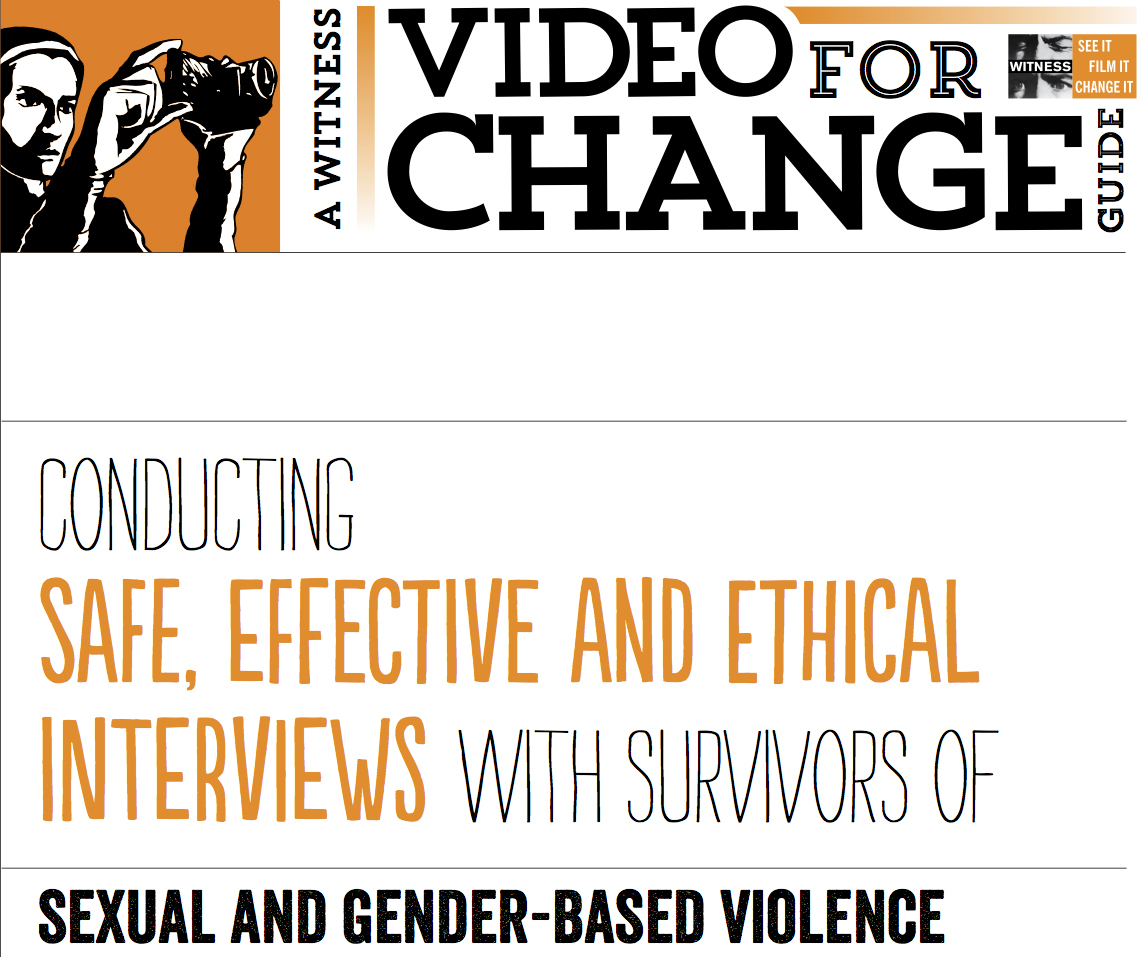 A WITNESS
VIDEO FOR
CHANGE
GUIDE
WITNESS
SEE IT
FILM IT
CHANGE IT
CONDUCTING
SAFE, EFFECTIVE AND ETHICAL
INTERVIEWS WITH SURVIVORS OF
SEXUAL AND GENDER-BASED VIOLENCE